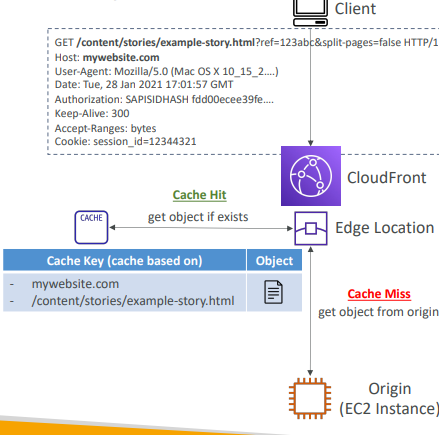 Client
GET /content/stories/example-story.html?ref=123abc&split-pages=false HTTP/1
Host: mywebsite.com
User-Agent: Mozilla/5.0 (Mac OS X 10_15_2....)
Date: Tue, 28 Jan 2021 17:01:57 GMT
Authorization: SAPISIDHASH fdd00ecee39fe....
Keep-Alive: 300
Accept-Ranges: bytes
Cookie: session_id=12344321
CloudFront
Cache Hit
get object if exists
CACHE
Edge Location
Cache Key (cache based on) Object
- mywebsite.com
- /content/stories/example-story.html
Cache Miss
get object from origin
Origin
(EC2 Instance)